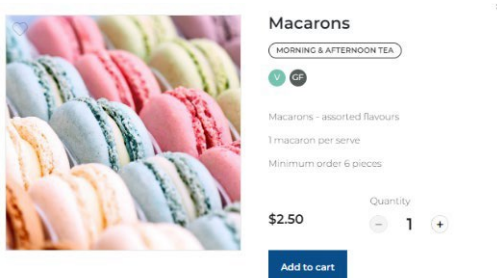 Macarons
MORNING & AFTERNOON TEA
V GF
Macarons - assorted flavours
1 macaron per serve
Minimum order 6 pieces
Quantity
$2.50 − 1 +
Add to cart